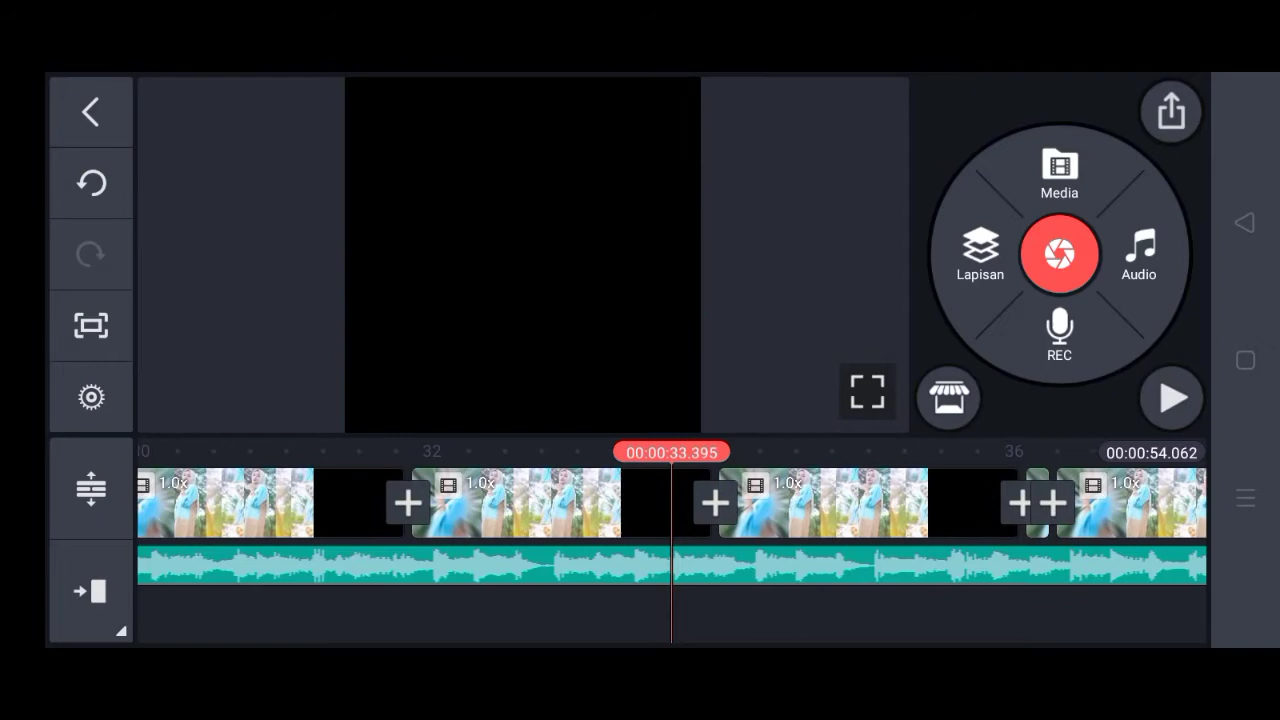 Media
Lapisan
Audio
REC
32
00:00:33.395
36
00:00:54.062
1.0x
1.0x
1.0x
1.0x